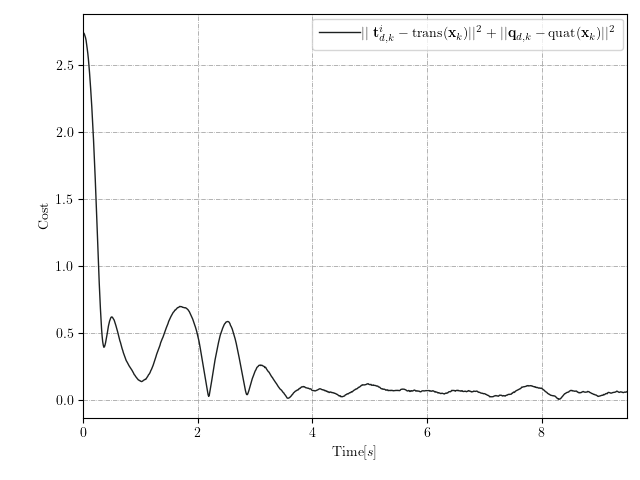 || t^i_{d,k} − trans(x_k)||^2 + ||q_{d,k} − quat(x_k)||^2
2.5
2.0
1.5
1.0
0.5
0.0
Cost
0 2 4 6 8
Time[s]